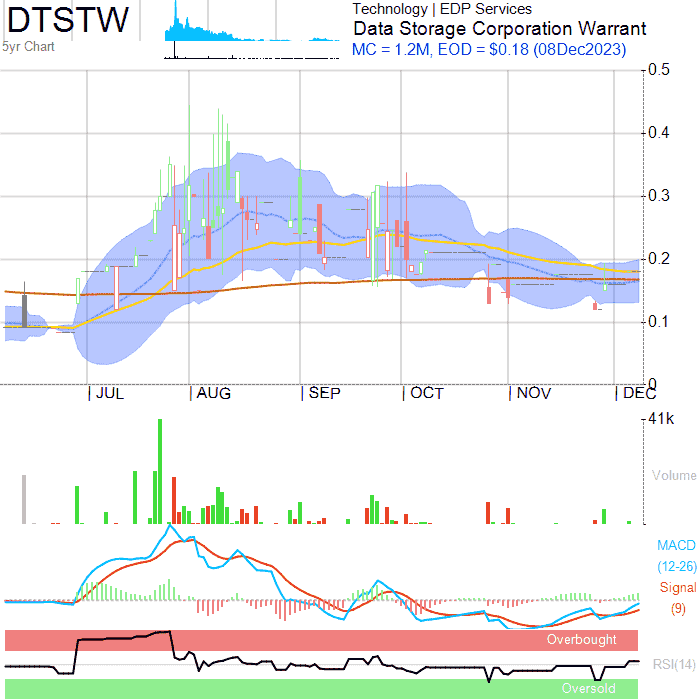 DTSTW
5yr Chart
Technology | EDP Services
Data Storage Corporation Warrant
MC = 1.2M, EOD = $0.18 (08Dec2023)
0.5
0.4
0.3
0.2
0.1
0
JUL AUG SEP OCT NOV DEC
41k
Volume
MACD
(12-26)
Signal
(9)
Overbought
RSI(14)
Oversold